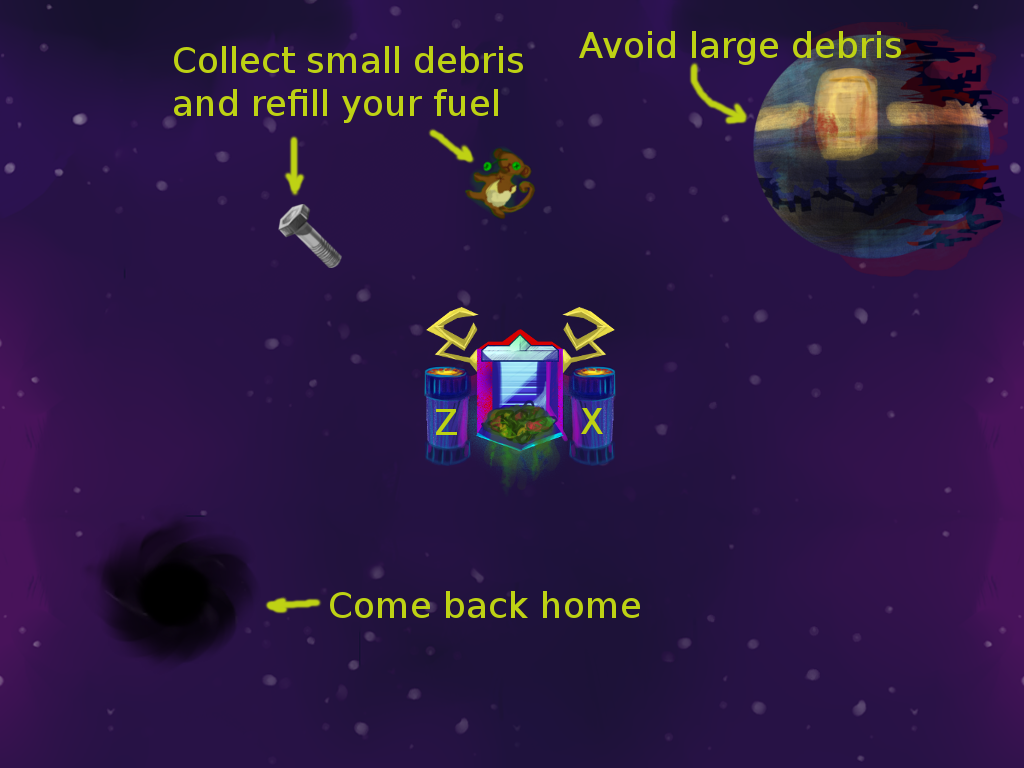 Collect small debris
and refill your fuel
Avoid large debris
Z
X
Come back home